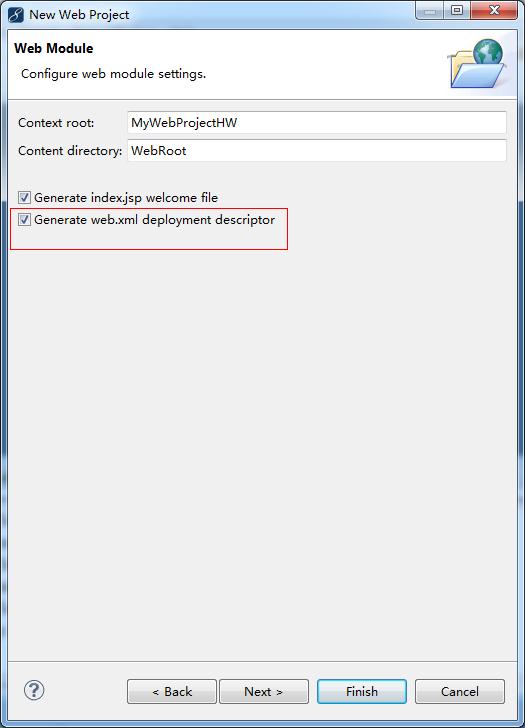 New Web Project
Web Module
Configure web module settings.
Context root: MyWebProjectHW
Content directory: WebRoot
Generate index.jsp welcome file
Generate web.xml deployment descriptor
? < Back Next > Finish Cancel